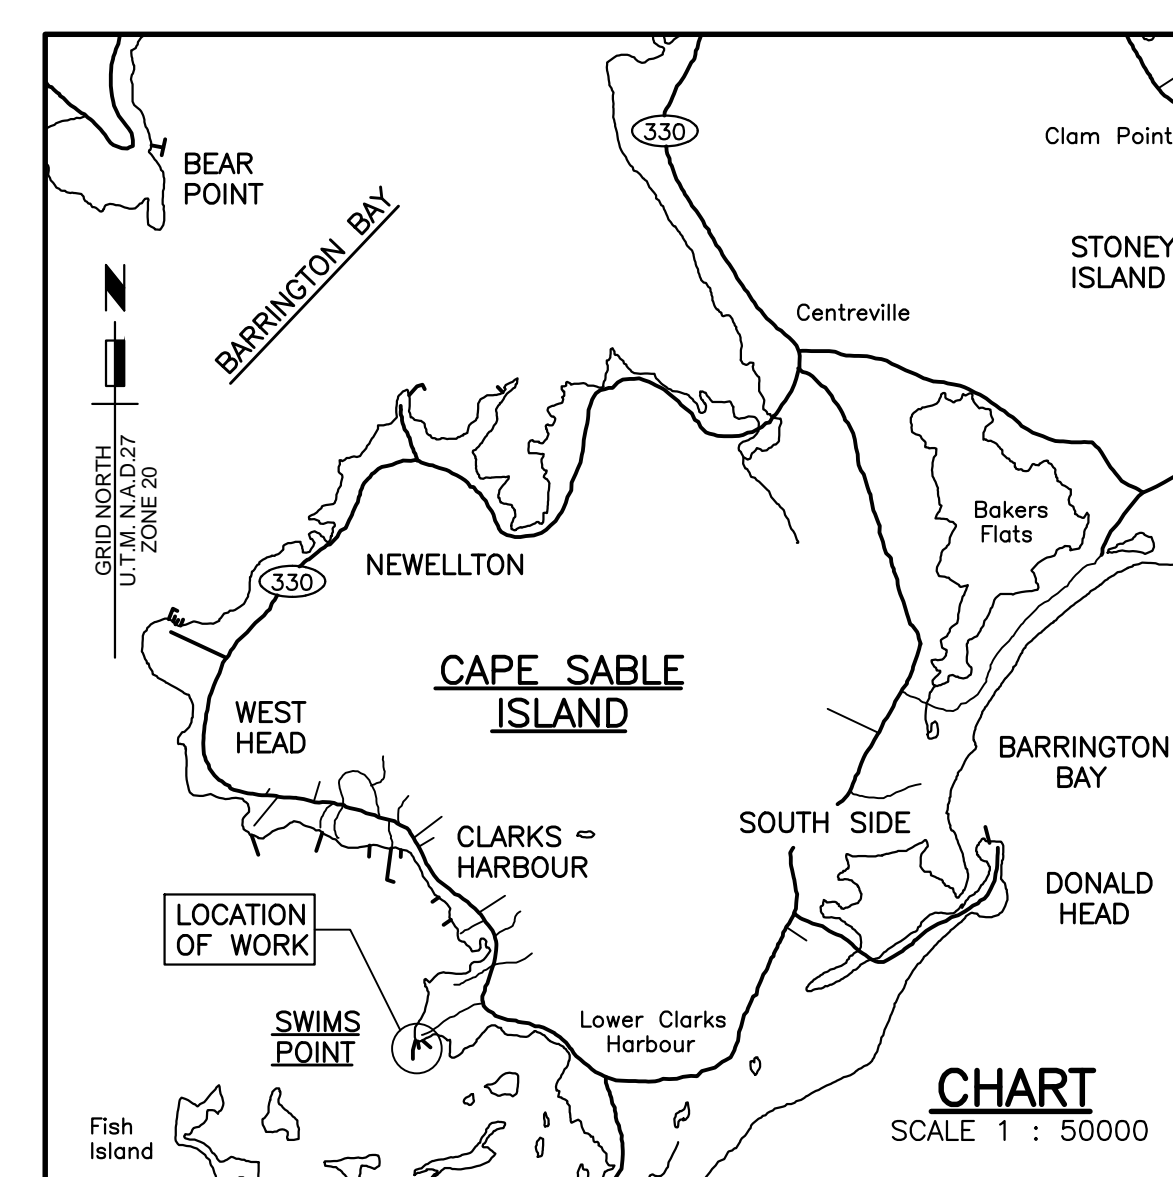 330
Clam Point
BEAR
POINT
BARRINGTON BAY
STONEY
ISLAND
N
Centreville
GRID NORTH
U.T.M. N.A.D.27
ZONE 20
Bakers
Flats
NEWELLTON
330
CAPE SABLE
ISLAND
WEST
HEAD
BARRINGTON
BAY
SOUTH SIDE
CLARKS
HARBOUR
DONALD
HEAD
LOCATION
OF WORK
SWIMS
POINT
Lower Clarks
Harbour
CHART
SCALE 1 : 50000
Fish
Island